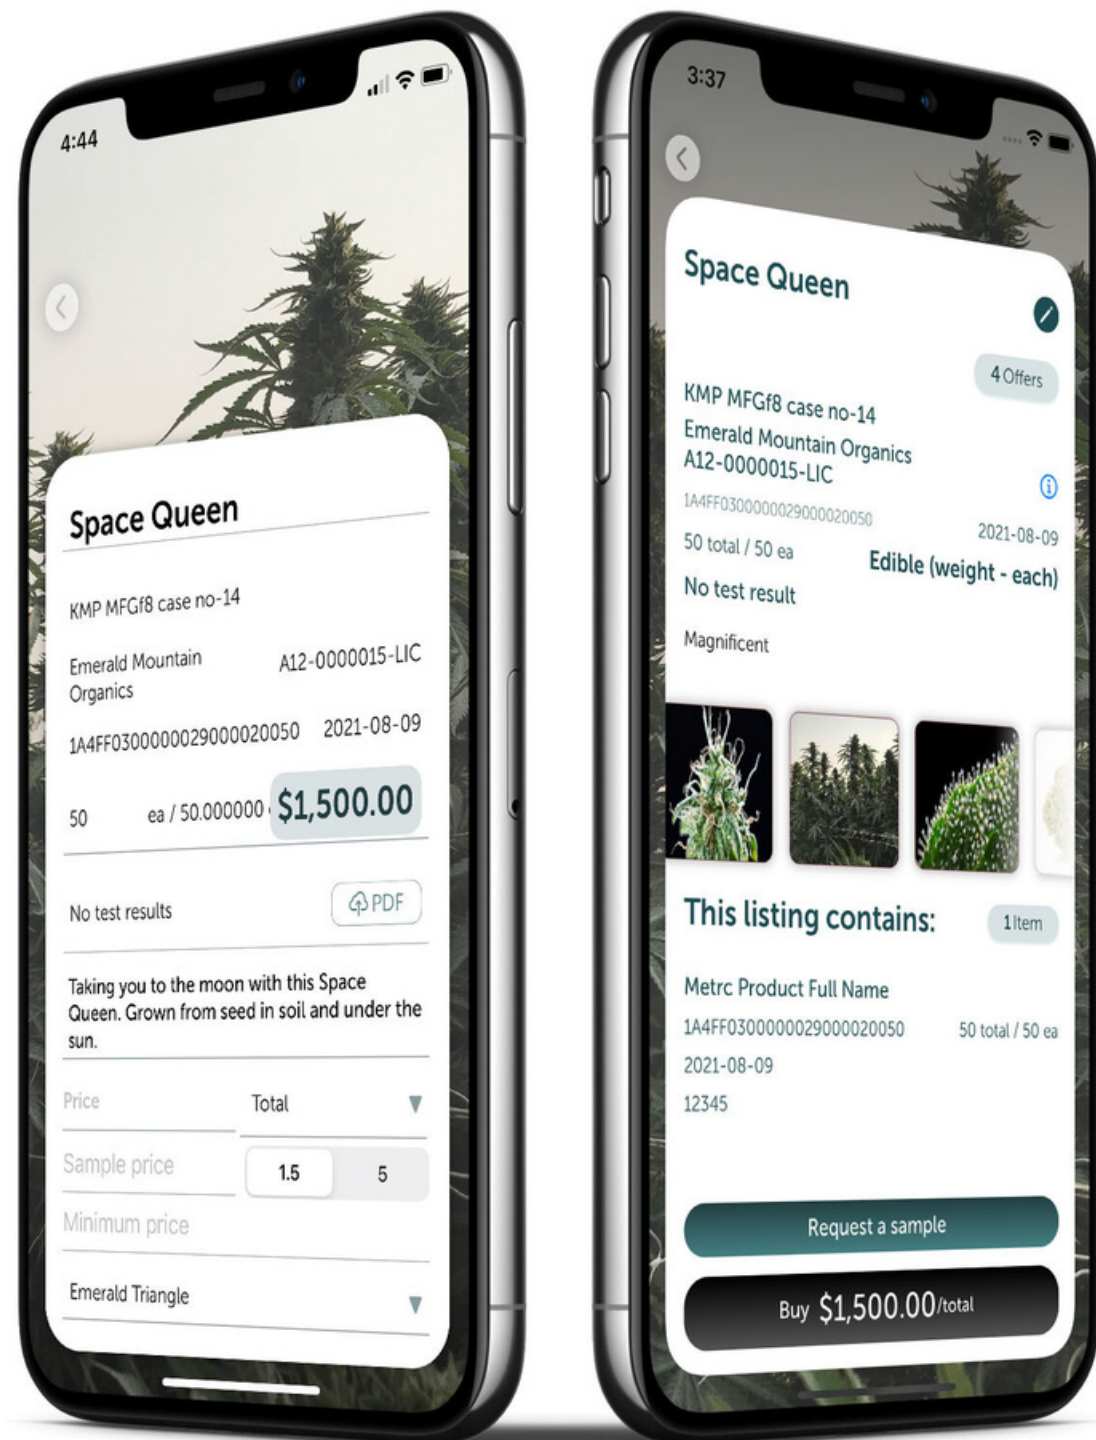 4:44
Space Queen
KMP MFGf8 case no-14
Emerald Mountain
Organics
A12-0000015-LIC
1A4FF0300000029000020050
2021-08-09
50
ea / 50.000000
$1,500.00
No test results
PDF
Taking you to the moon with this Space
Queen. Grown from seed in soil and under the
sun.
Price
Total
Sample price
1.5
5
Minimum price
Emerald Triangle
3:37
Space Queen
4 Offers
KMP MFGf8 case no-14
Emerald Mountain Organics
A12-0000015-LIC
1A4FF0300000029000020050
2021-08-09
50 total / 50 ea
Edible (weight - each)
No test result
Magnificent
This listing contains:
1 Item
Metrc Product Full Name
1A4FF0300000029000020050
50 total / 50 ea
2021-08-09
12345
Request a sample
Buy $1,500.00/total